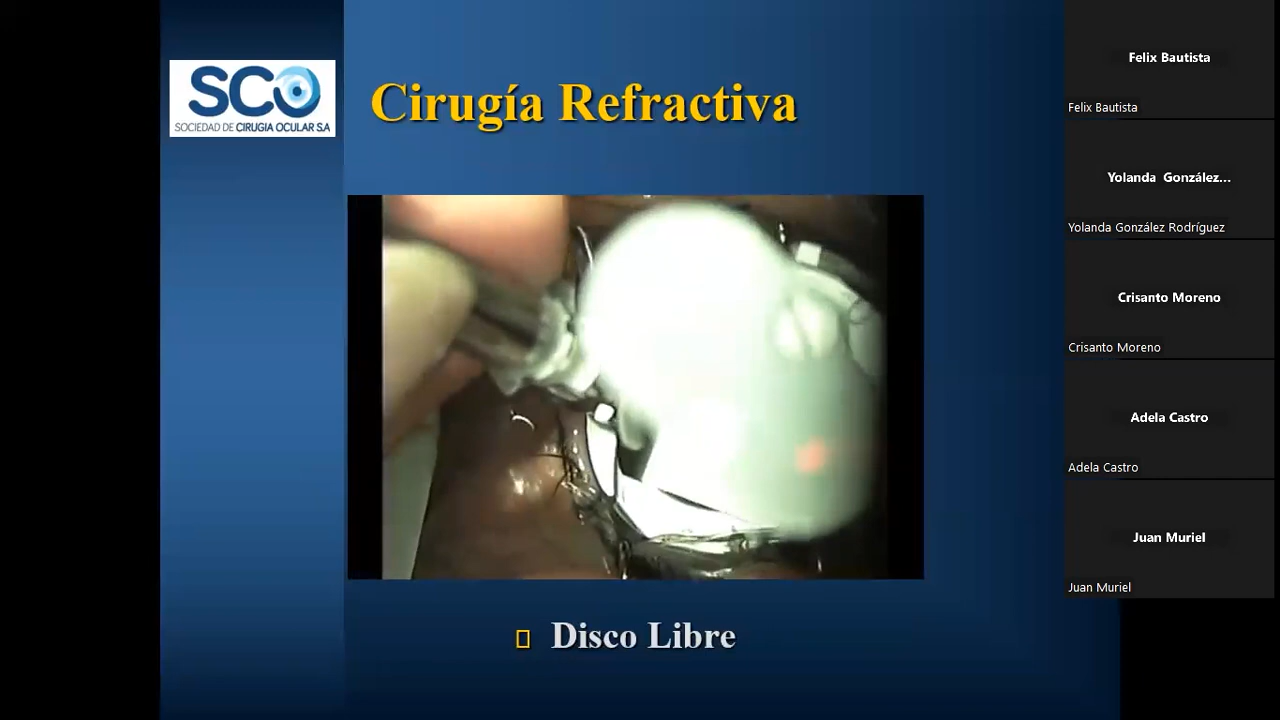 SCO
SOCIEDAD DE CIRUGIA OCULAR S.A
Cirugía Refractiva
Disco Libre
Felix Bautista
Felix Bautista
Yolanda González...
Yolanda González Rodríguez
Crisanto Moreno
Crisanto Moreno
Adela Castro
Adela Castro
Juan Muriel
Juan Muriel